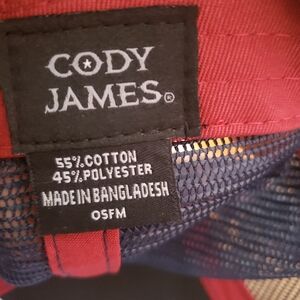 CODY
JAMES®
55% COTTON
45% POLYESTER
MADE IN BANGLADESH
OSFM